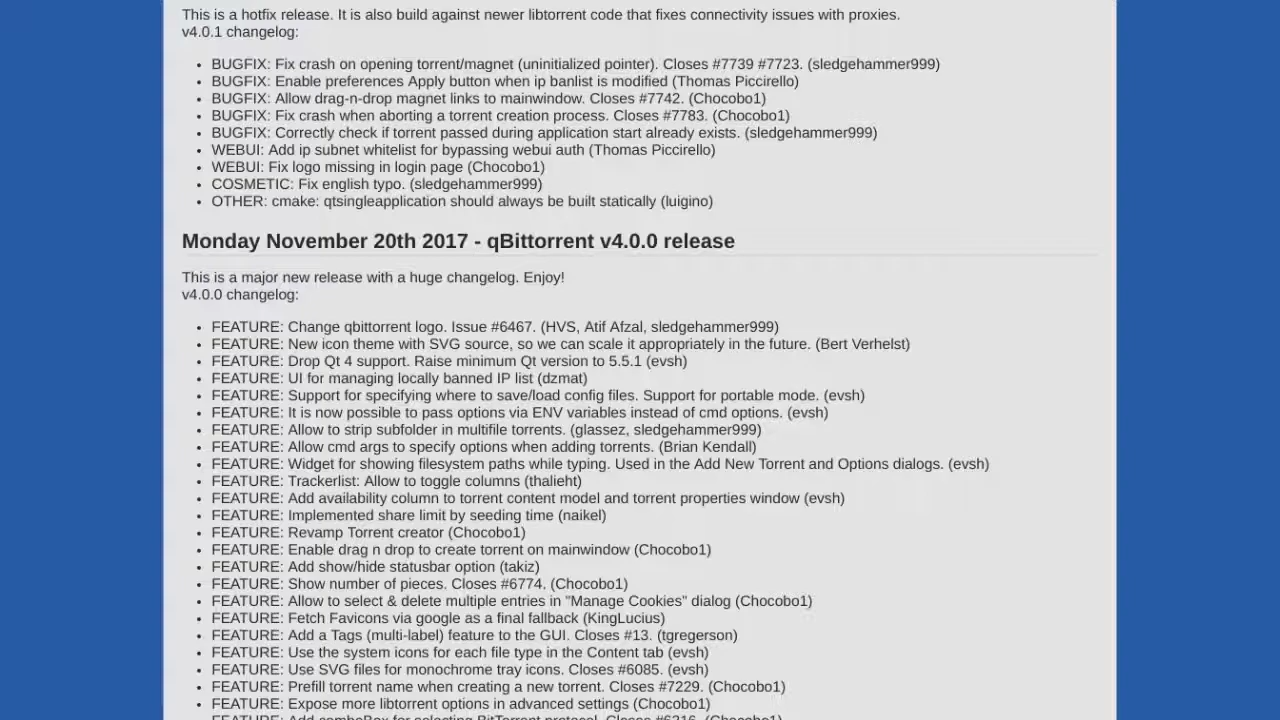 This is a hotfix release. It is also build against newer libtorrent code that fixes connectivity issues with proxies.
v4.0.1 changelog:
• BUGFIX: Fix crash on opening torrent/magnet (uninitialized pointer). Closes #7739 #7723. (sledgehammer999)
• BUGFIX: Enable preferences Apply button when ip banlist is modified (Thomas Piccirello)
• BUGFIX: Allow drag-n-drop magnet links to mainwindow. Closes #7742. (Chocobo1)
• BUGFIX: Fix crash when aborting a torrent creation process. Closes #7783. (Chocobo1)
• BUGFIX: Correctly check if torrent passed during application start already exists. (sledgehammer999)
• WEBUI: Add ip subnet whitelist for bypassing webui auth (Thomas Piccirello)
• WEBUI: Fix logo missing in login page (Chocobo1)
• COSMETIC: Fix english typo. (sledgehammer999)
• OTHER: cmake: qtsingleapplication should always be built statically (luigino)
Monday November 20th 2017 - qBittorrent v4.0.0 release
This is a major new release with a huge changelog. Enjoy!
v4.0.0 changelog:
• FEATURE: Change qbittorrent logo. Issue #6467. (HVS, Atif Afzal, sledgehammer999)
• FEATURE: New icon theme with SVG source, so we can scale it appropriately in the future. (Bert Verhelst)
• FEATURE: Drop Qt 4 support. Raise minimum Qt version to 5.5.1 (evsh)
• FEATURE: UI for managing locally banned IP list (dzmat)
• FEATURE: Support for specifying where to save/load config files. Support for portable mode. (evsh)
• FEATURE: It is now possible to pass options via ENV variables instead of cmd options. (evsh)
• FEATURE: Allow to strip subfolder in multifile torrents. (glassez, sledgehammer999)
• FEATURE: Allow cmd args to specify options when adding torrents. (Brian Kendall)
• FEATURE: Widget for showing filesystem paths while typing. Used in the Add New Torrent and Options dialogs. (evsh)
• FEATURE: Trackerlist: Allow to toggle columns (thalieht)
• FEATURE: Add availability column to torrent content model and torrent properties window (evsh)
• FEATURE: Implemented share limit by seeding time (naikel)
• FEATURE: Revamp Torrent creator (Chocobo1)
• FEATURE: Enable drag n drop to create torrent on mainwindow (Chocobo1)
• FEATURE: Add show/hide statusbar option (takiz)
• FEATURE: Show number of pieces. Closes #6774. (Chocobo1)
• FEATURE: Allow to select & delete multiple entries in "Manage Cookies" dialog (Chocobo1)
• FEATURE: Fetch Favicons via google as a final fallback (KingLucius)
• FEATURE: Add a Tags (multi-label) feature to the GUI. Closes #13. (tgregerson)
• FEATURE: Use the system icons for each file type in the Content tab (evsh)
• FEATURE: Use SVG files for monochrome tray icons. Closes #6085. (evsh)
• FEATURE: Prefill torrent name when creating a new torrent. Closes #7229. (Chocobo1)
• FEATURE: Expose more libtorrent options in advanced settings (Chocobo1)
FEATURE: Add comboBox for selecting BitTorrent protocol. Closes #6316. (Chocobo1)